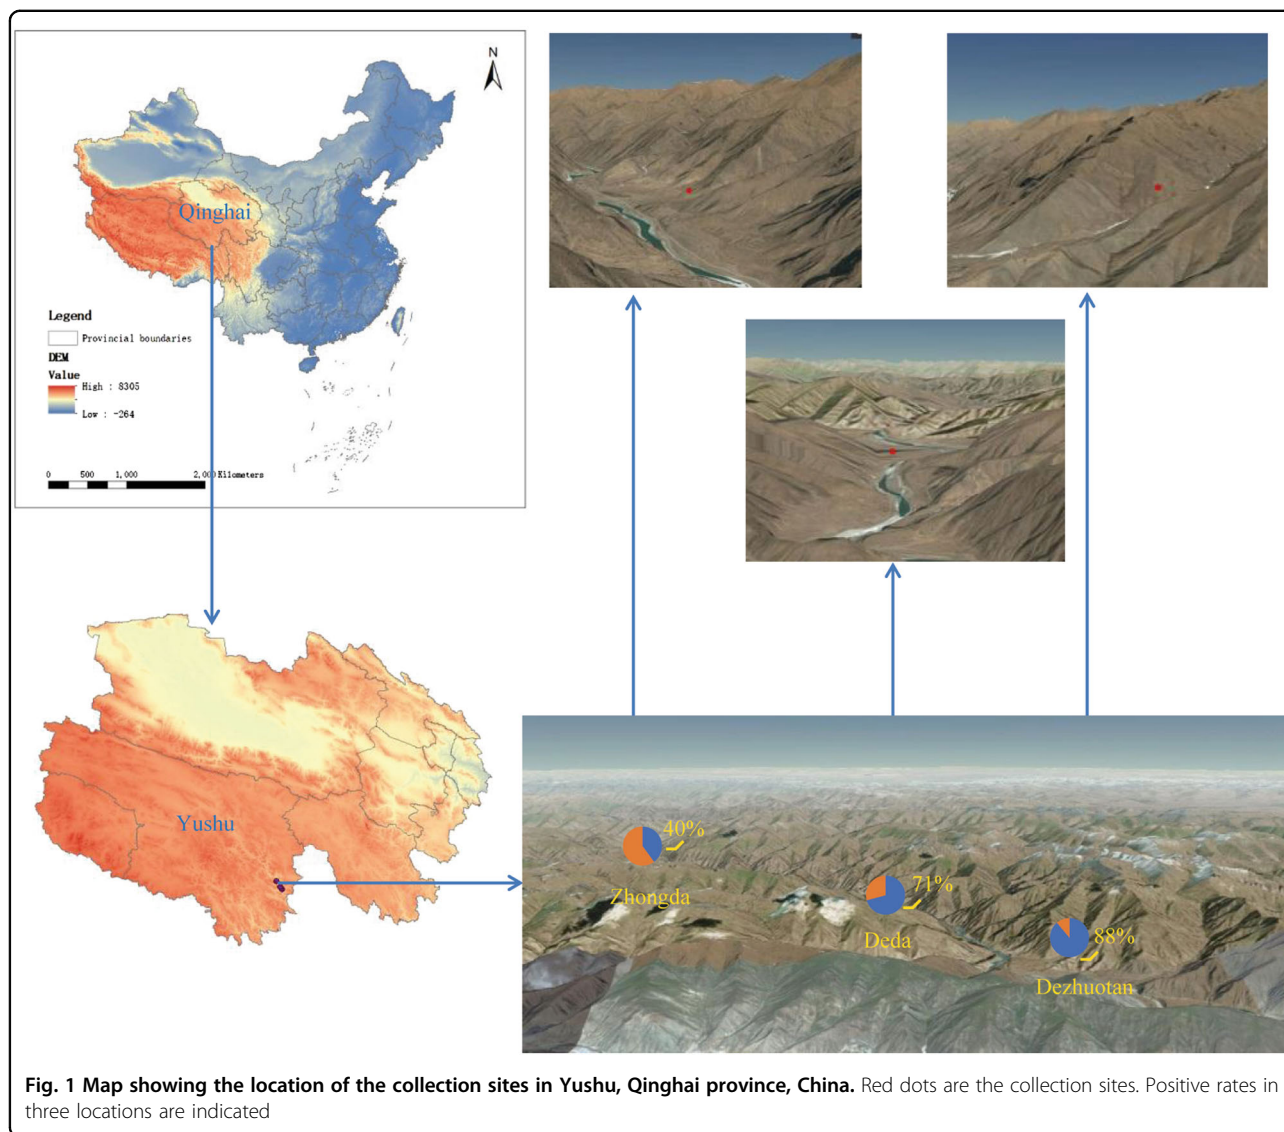 N
Qinghai
Legend
Provincial boundaries
DEM
Value
High : 8305
Low : -264
0 500 1,000 2,000 Kilometers
Yushu
40%
Zhongda
71%
Deda
88%
Dezhuotan
Fig. 1 Map showing the location of the collection sites in Yushu, Qinghai province, China. Red dots are the collection sites. Positive rates in
three locations are indicated